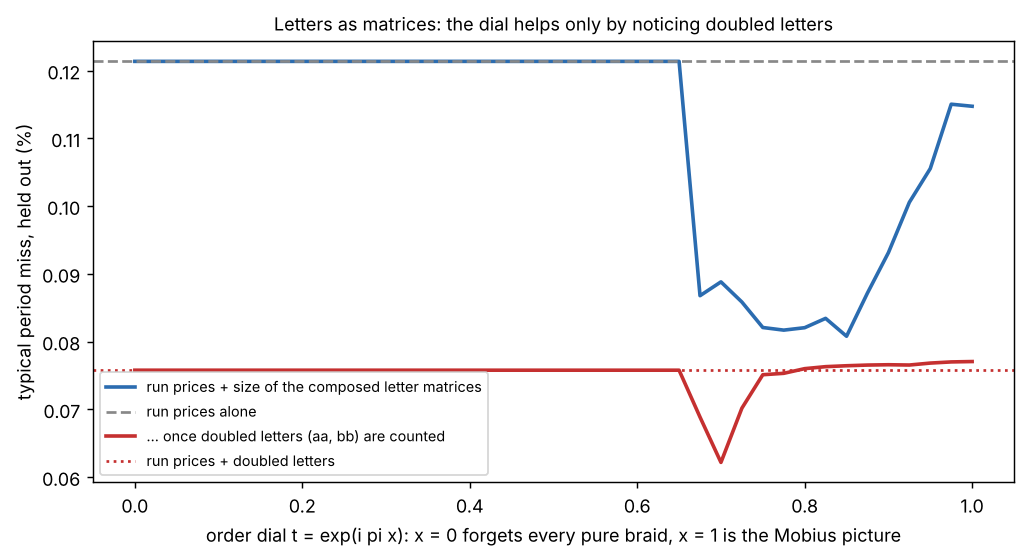 Letters as matrices: the dial helps only by noticing doubled letters
typical period miss, held out (%)
0.12
0.11
0.10
0.09
0.08
0.07
0.06
run prices + size of the composed letter matrices
run prices alone
... once doubled letters (aa, bb) are counted
run prices + doubled letters
0.0
0.2
0.4
0.6
0.8
1.0
order dial t = exp(i pi x): x = 0 forgets every pure braid, x = 1 is the Mobius picture